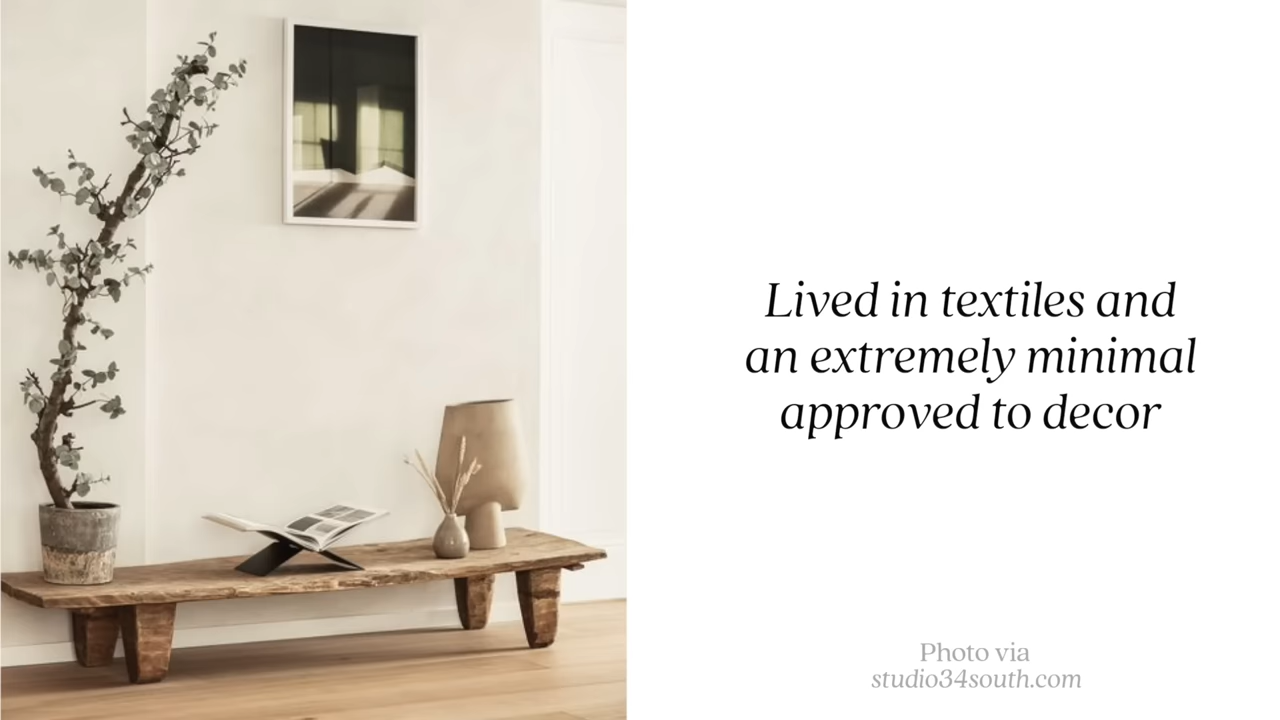 Lived in textiles and
an extremely minimal
approved to decor
Photo via
studio34south.com